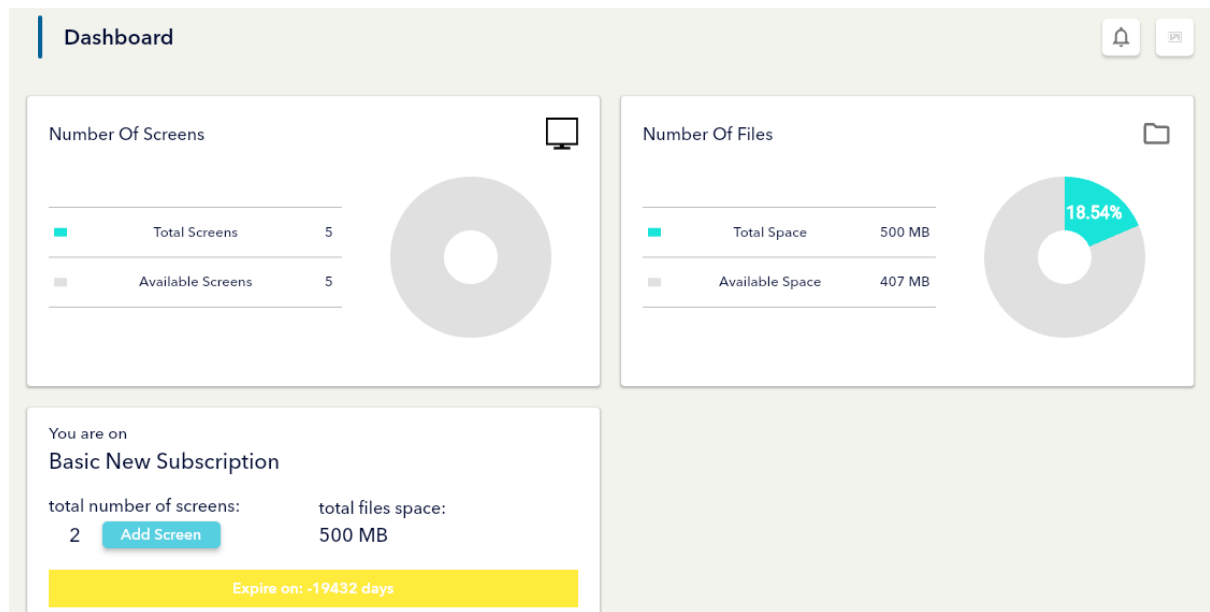 Dashboard
Number Of Screens
Total Screens 5
Available Screens 5
Number Of Files
Total Space 500 MB
Available Space 407 MB
18.54%
You are on
Basic New Subscription
total number of screens:
2 Add Screen
total files space:
500 MB
Expire on: -19432 days